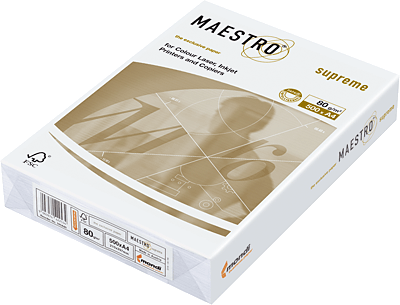 MAESTRO®
the exclusive paper
supreme
for Colour Laser, Inkjet
Printers and Copiers
80 g/m²
500 x A4
FSC
MAESTRO®
supreme
80
500xA4
MAESTRO
mondi